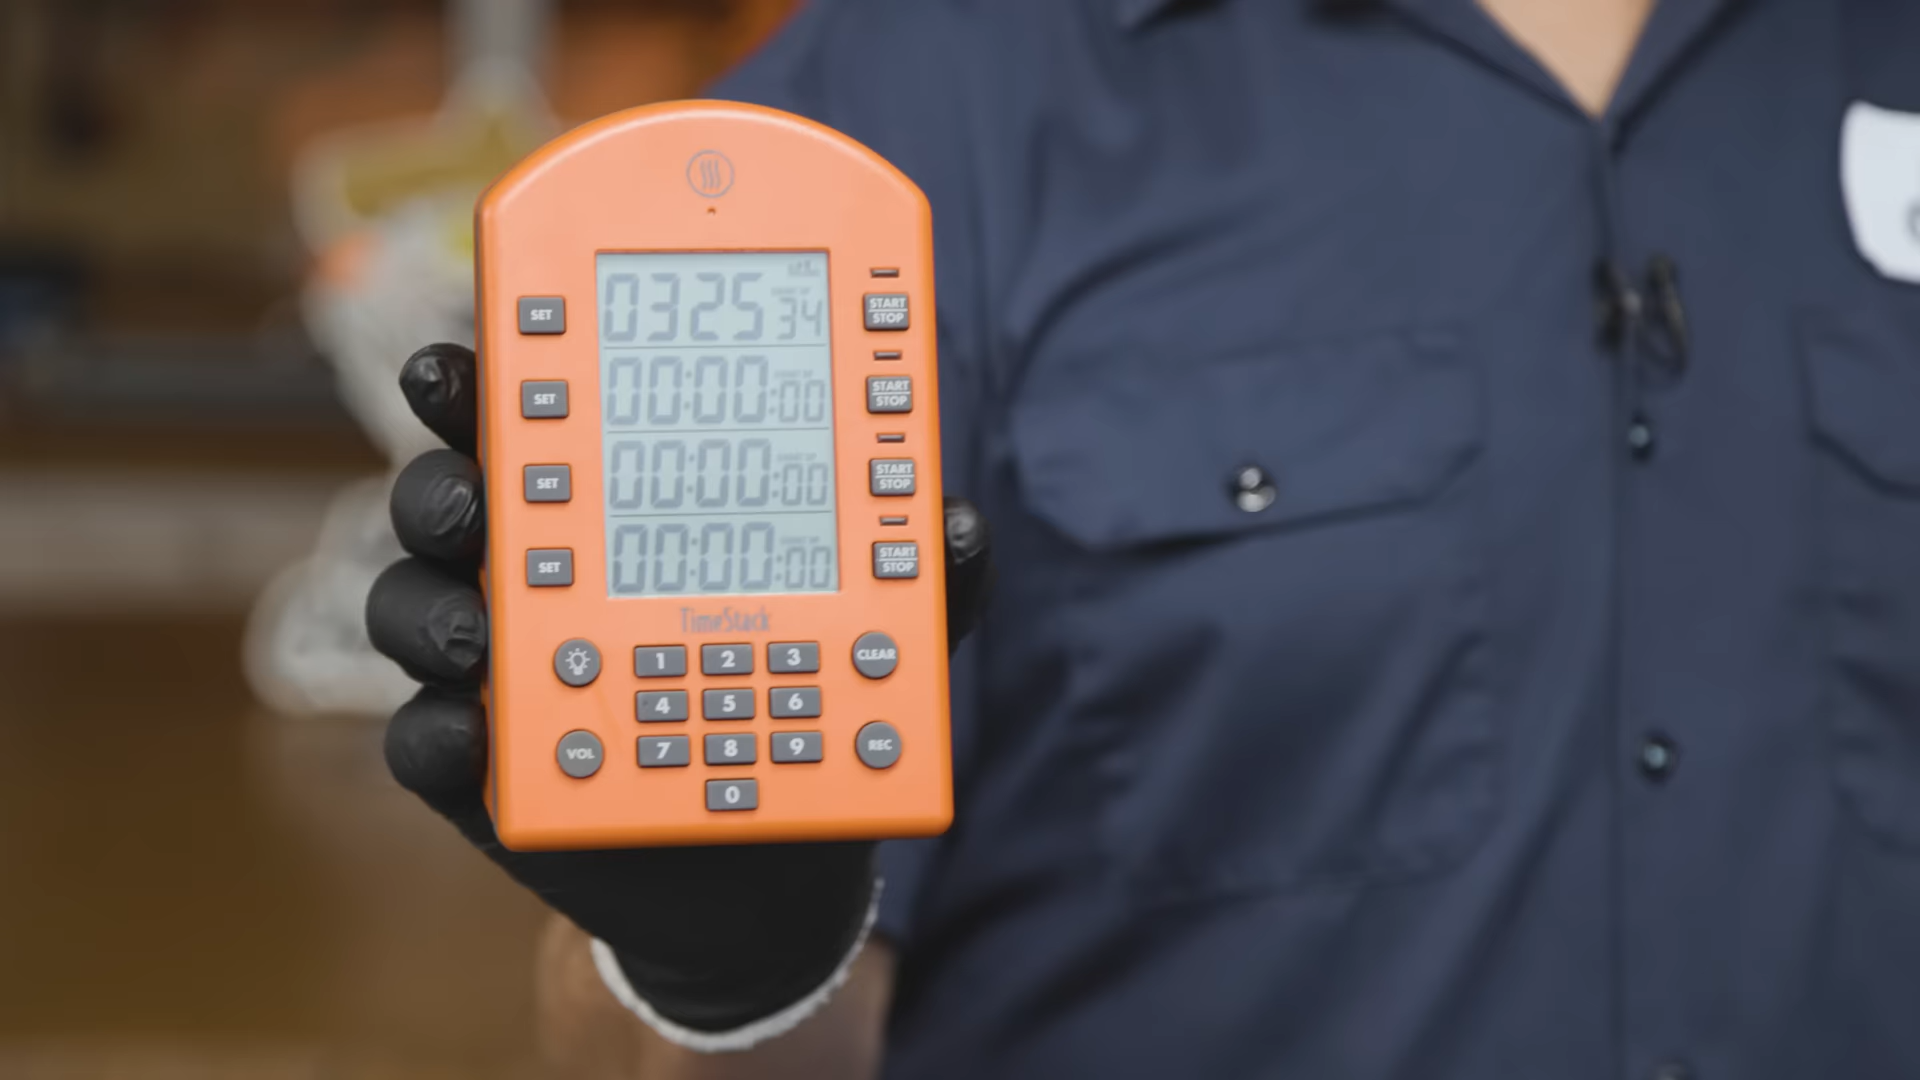 0325 34
SET
START
STOP
00:00:00
SET
START
STOP
00:00:00
SET
START
STOP
00:00:00
SET
START
STOP
TimeStack
1 2 3
CLEAR
4 5 6
VOL
7 8 9
REC
0